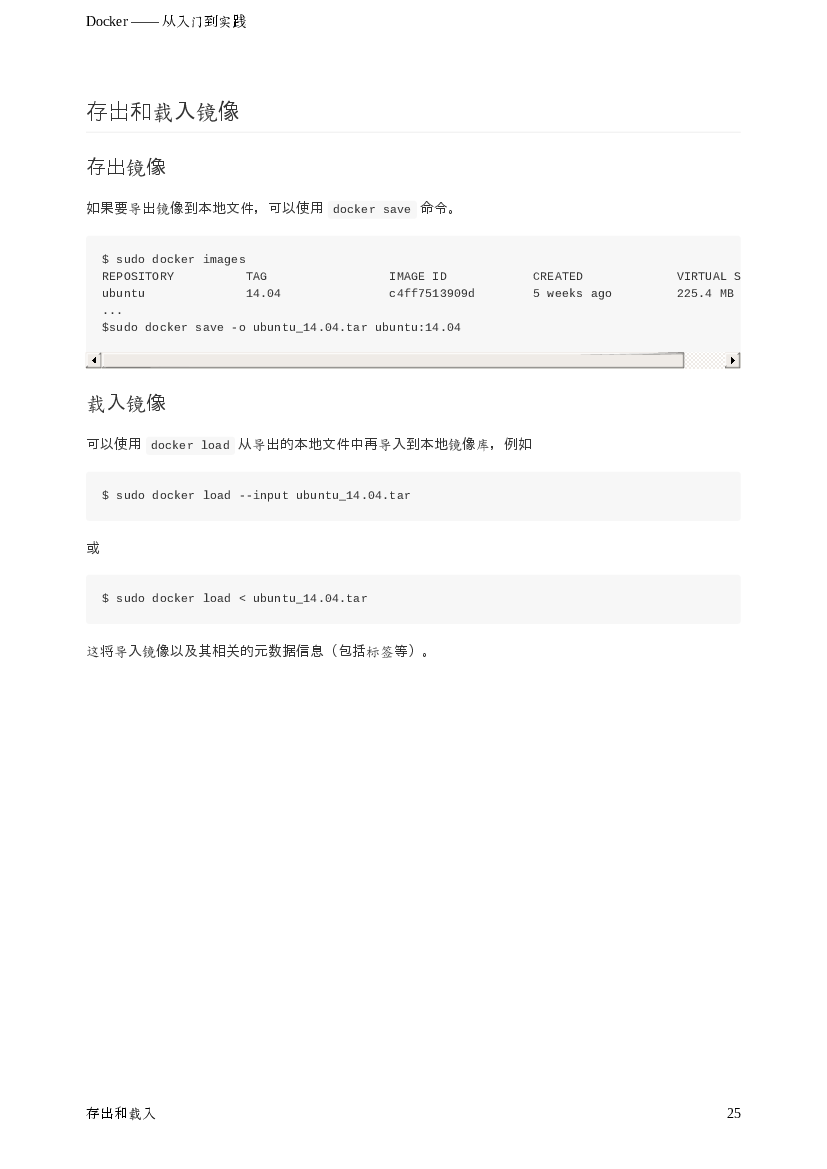 Docker —— 从入门到实践
存出和载入镜像
存出镜像
如果要导出镜像到本地文件，可以使用 docker save 命令。
$ sudo docker images
REPOSITORY          TAG                 IMAGE ID            CREATED             VIRTUAL S
ubuntu              14.04               c4ff7513909d        5 weeks ago         225.4 MB
...
$sudo docker save -o ubuntu_14.04.tar ubuntu:14.04
载入镜像
可以使用 docker load 从导出的本地文件中再导入到本地镜像库，例如
$ sudo docker load --input ubuntu_14.04.tar
或
$ sudo docker load < ubuntu_14.04.tar
这将导入镜像以及其相关的元数据信息（包括标签等）。
存出和载入 25